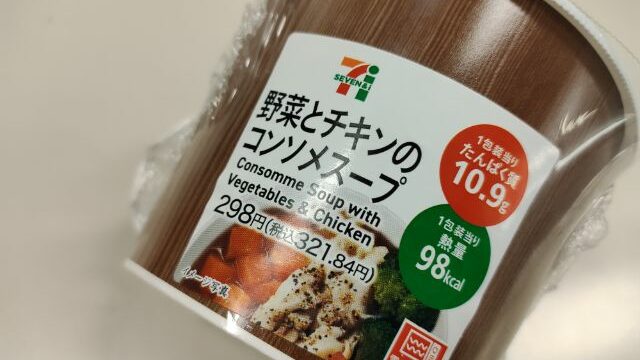 SEVEN&i
野菜とチキンの
コンソメスープ
Consomme Soup with
Vegetables & Chicken
298円(税込321.84円)
イメージ写真
1包装当り
たんぱく質
10.9g
1包装当り
熱量
98kcal